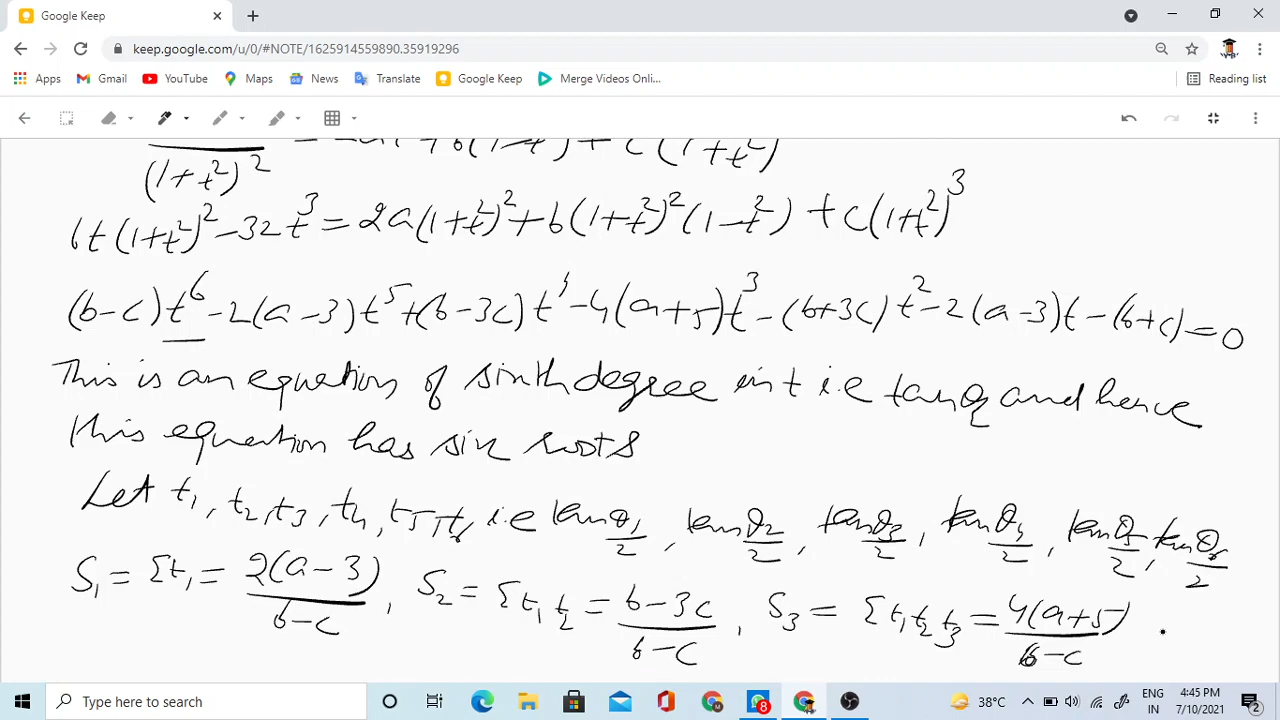 Google Keep
keep.google.com/u/0/#NOTE/1625914559890.35919296
Apps Gmail YouTube Maps News Translate Google Keep Merge Videos Onli... Reading list
(1+t²)²
6t(1+t²)²-32t³=2a(1+t²)²+b(1+t²)²(1-t²)+c(1+t²)³
(b-c)t⁶-2(a-3)t⁵+(b-3c)t⁴-4(a+5)t³-(b+3c)t²-2(a-3)t-(b+c)=0
This is an equation of sixth degree in t i.e tanθ/2 and hence
this equation has six roots
Let t₁, t₂, t₃, t₄, t₅, t₆ i.e tanθ₁/2, tanθ₂/2, tanθ₃/2, tanθ₄/2, tanθ₅/2, tanθ₆/2
S₁ = Σt₁ = 2(a-3)/b-c, S₂ = Σt₁t₂ = b-3c/b-c, S₃ = Σt₁t₂t₃ = 4(a+5)/b-c
Type here to search
8
38°C
ENG
IN
4:45 PM
7/10/2021
2